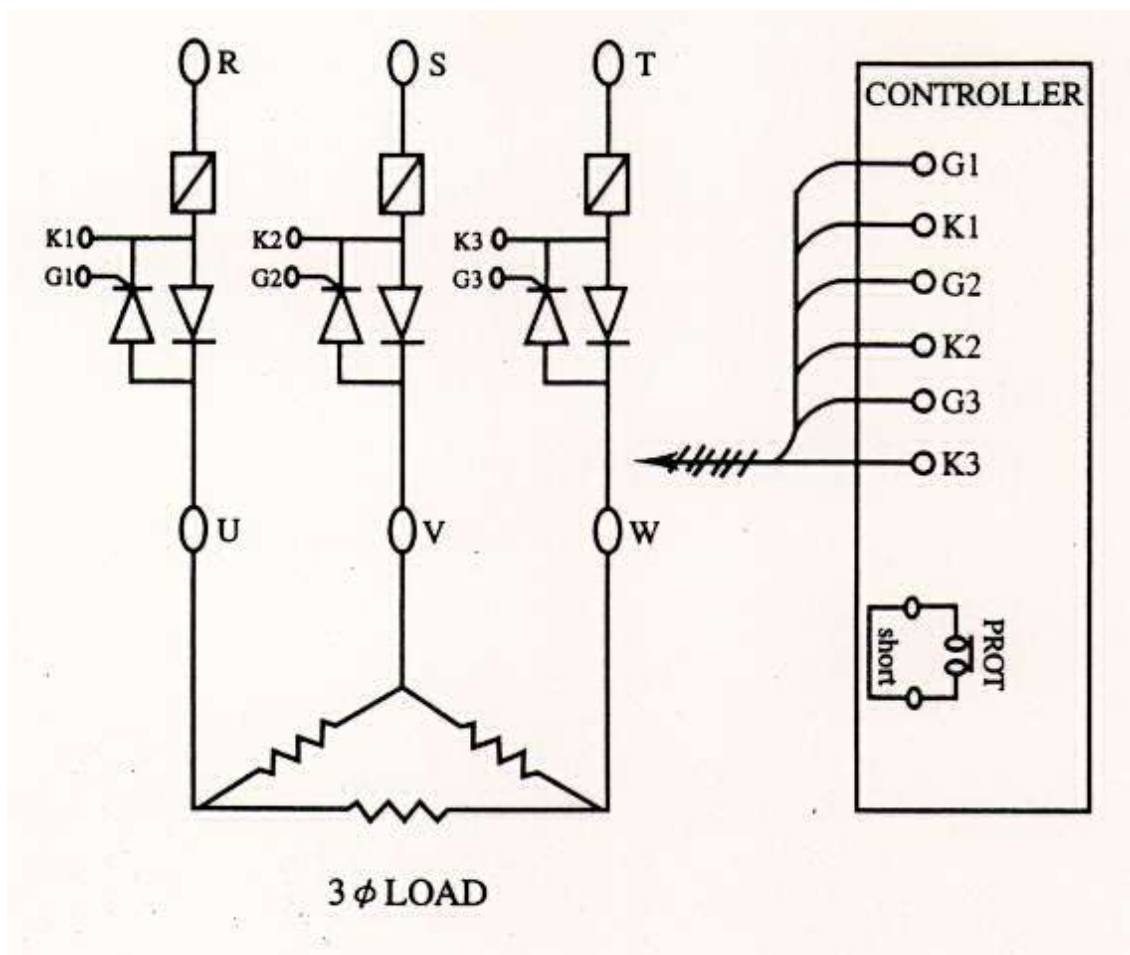 R
S
T
CONTROLLER
G1
K1
G2
K2
G3
K3
K1
G1
K2
G2
K3
G3
U
V
W
short
PROT
3 ϕ LOAD